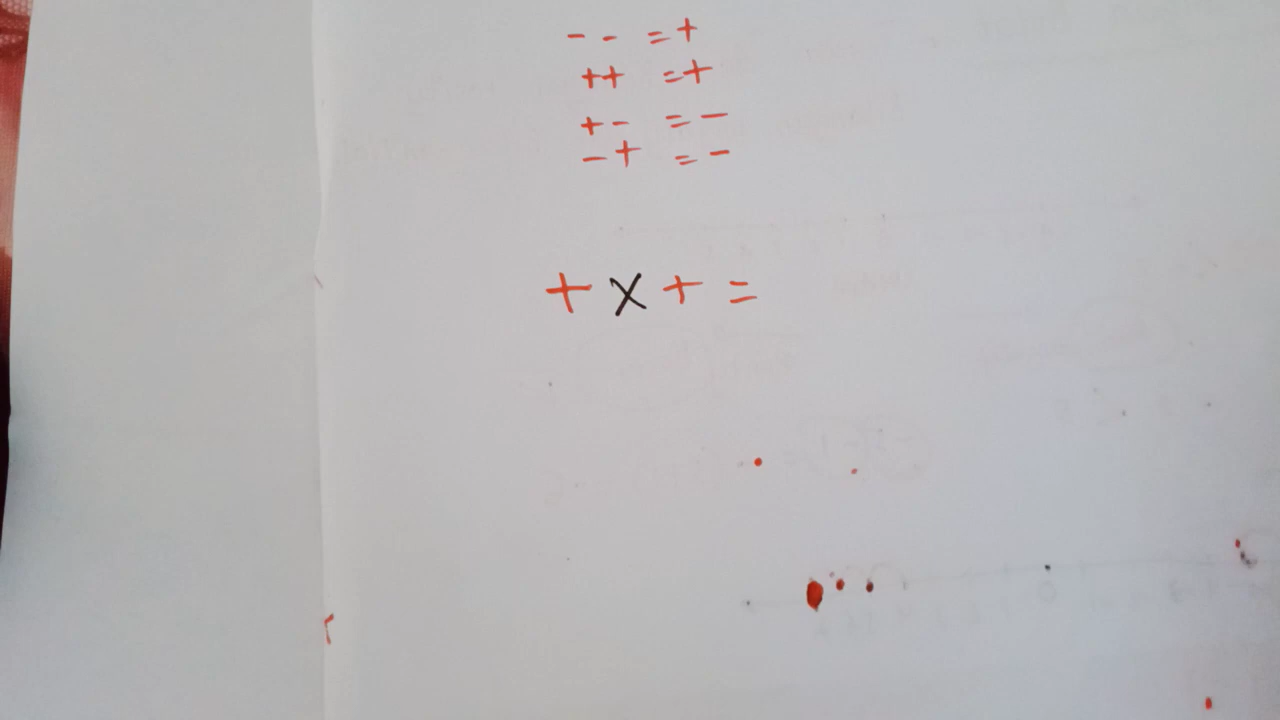 - - = +
++ = +
+- = -
-+ = -
+ x + =